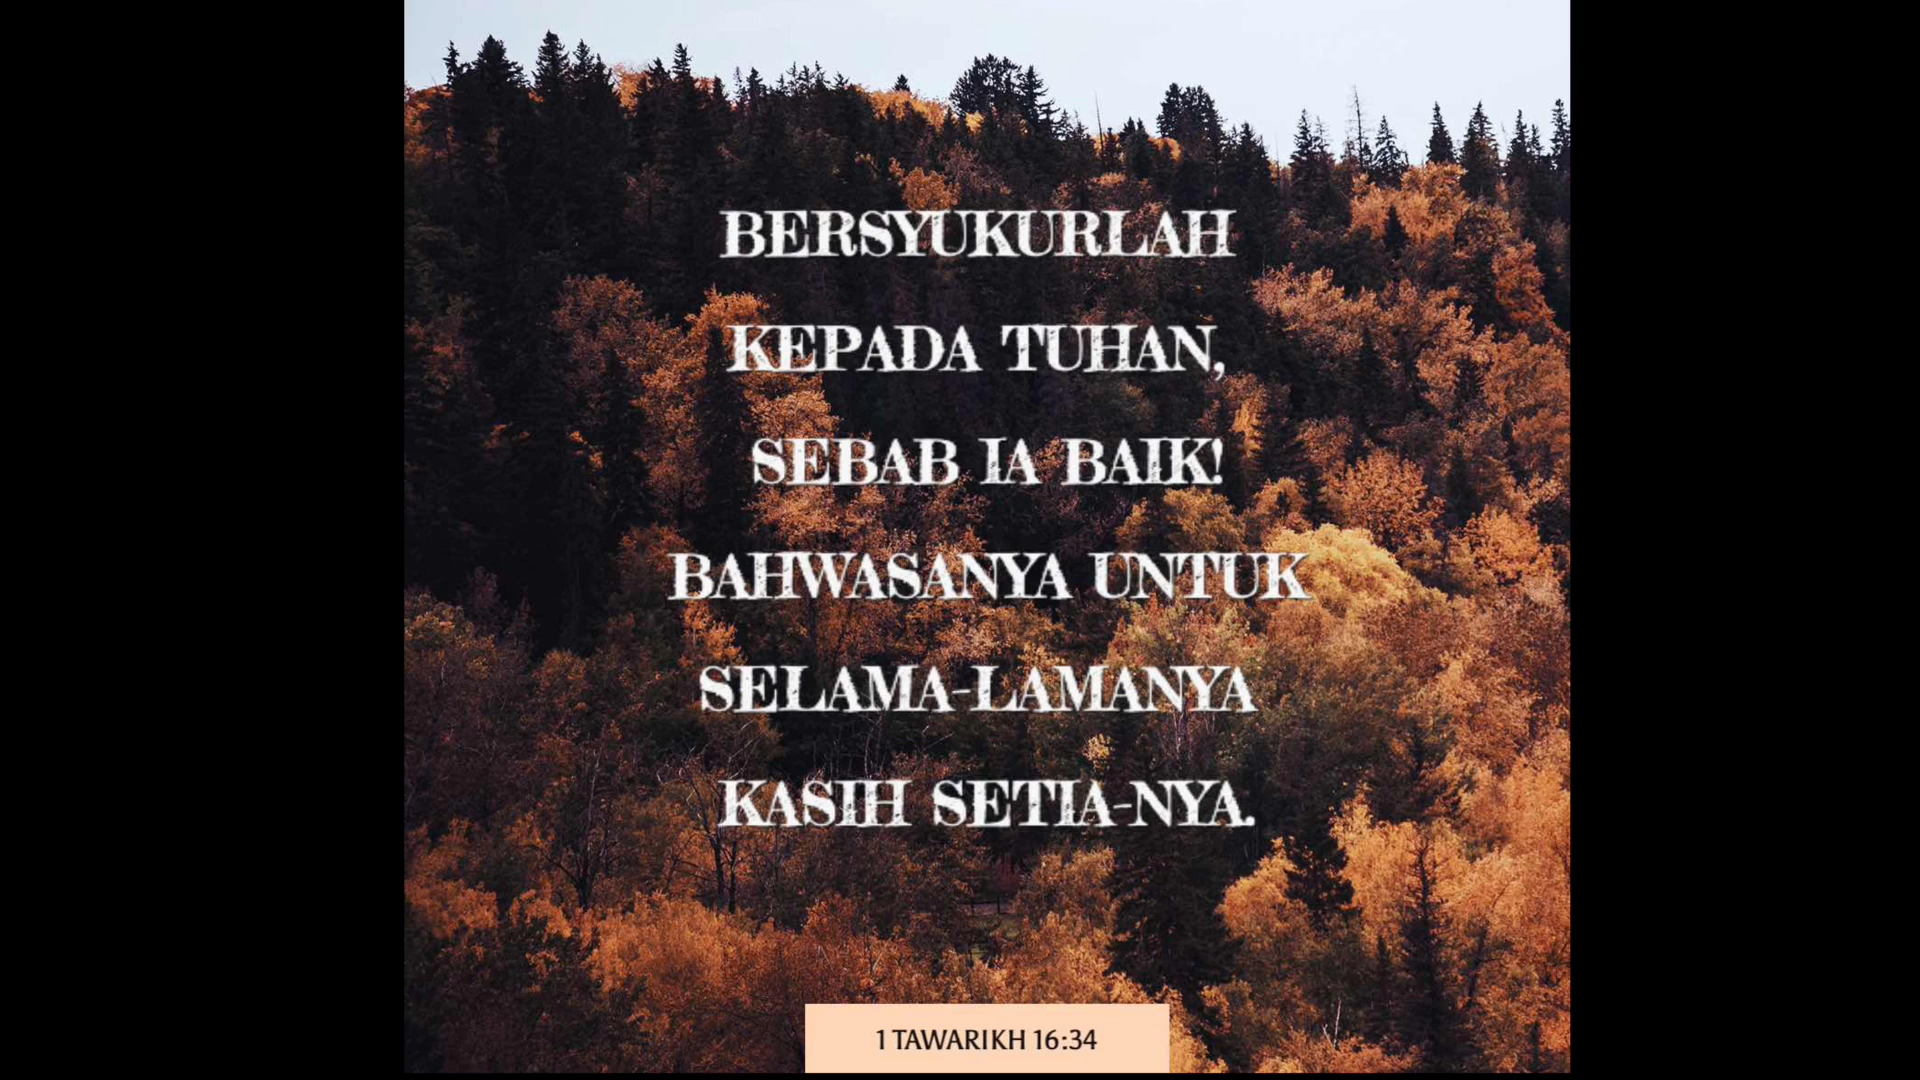 BERSYUKURLAH
KEPADA TUHAN,
SEBAB IA BAIK!
BAHWASANYA UNTUK
SELAMA-LAMANYA
KASIH SETIA-NYA.
1 TAWARIKH 16:34